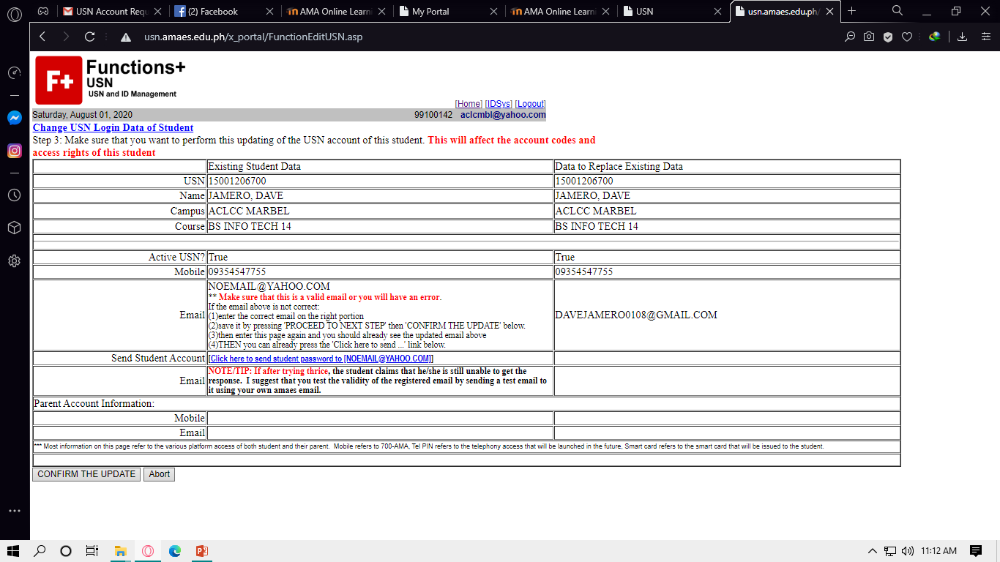 USN Account Requ
(2) Facebook
AMA Online Learni
My Portal
AMA Online Learni
USN
usn.amaes.edu.ph/
usn.amaes.edu.ph/x_portal/FunctionEditUSN.asp
F+
Functions+
USN
USN and ID Management
[Home] [IDSys] [Logout]
Saturday, August 01, 2020 99100142 aclcmbl@yahoo.com
Change USN Login Data of Student
Step 3: Make sure that you want to perform this updating of the USN account of this student. This will affect the account codes and
access rights of this student
Existing Student Data Data to Replace Existing Data
USN 15001206700 15001206700
Name JAMERO, DAVE JAMERO, DAVE
Campus ACLCC MARBEL ACLCC MARBEL
Course BS INFO TECH 14 BS INFO TECH 14
Active USN? True True
Mobile 09354547755 09354547755
NOEMAIL@YAHOO.COM
** Make sure that this is a valid email or you will have an error.
If the email above is not correct:
Email (1)enter the correct email on the right portion DAVEJAMERO0108@GMAIL.COM
(2)save it by pressing 'PROCEED TO NEXT STEP' then 'CONFIRM THE UPDATE' below.
(3)then enter this page again and you should already see the updated email above
(4)THEN you can already press the 'Click here to send ...' link below.
Send Student Account [Click here to send student password to [NOEMAIL@YAHOO.COM]]
NOTE/TIP: If after trying thrice, the student claims that he/she is still unable to get the
Email response. I suggest that you test the validity of the registered email by sending a test email to
it using your own amaes email.
Parent Account Information:
Mobile
Email
*** Most information on this page refer to the various platform access of both student and their parent. Mobile refers to 700-AMA, Tel PIN refers to the telephony access that will be launched in the future, Smart card refers to the smart card that will be issued to the student.
CONFIRM THE UPDATE Abort
11:12 AM